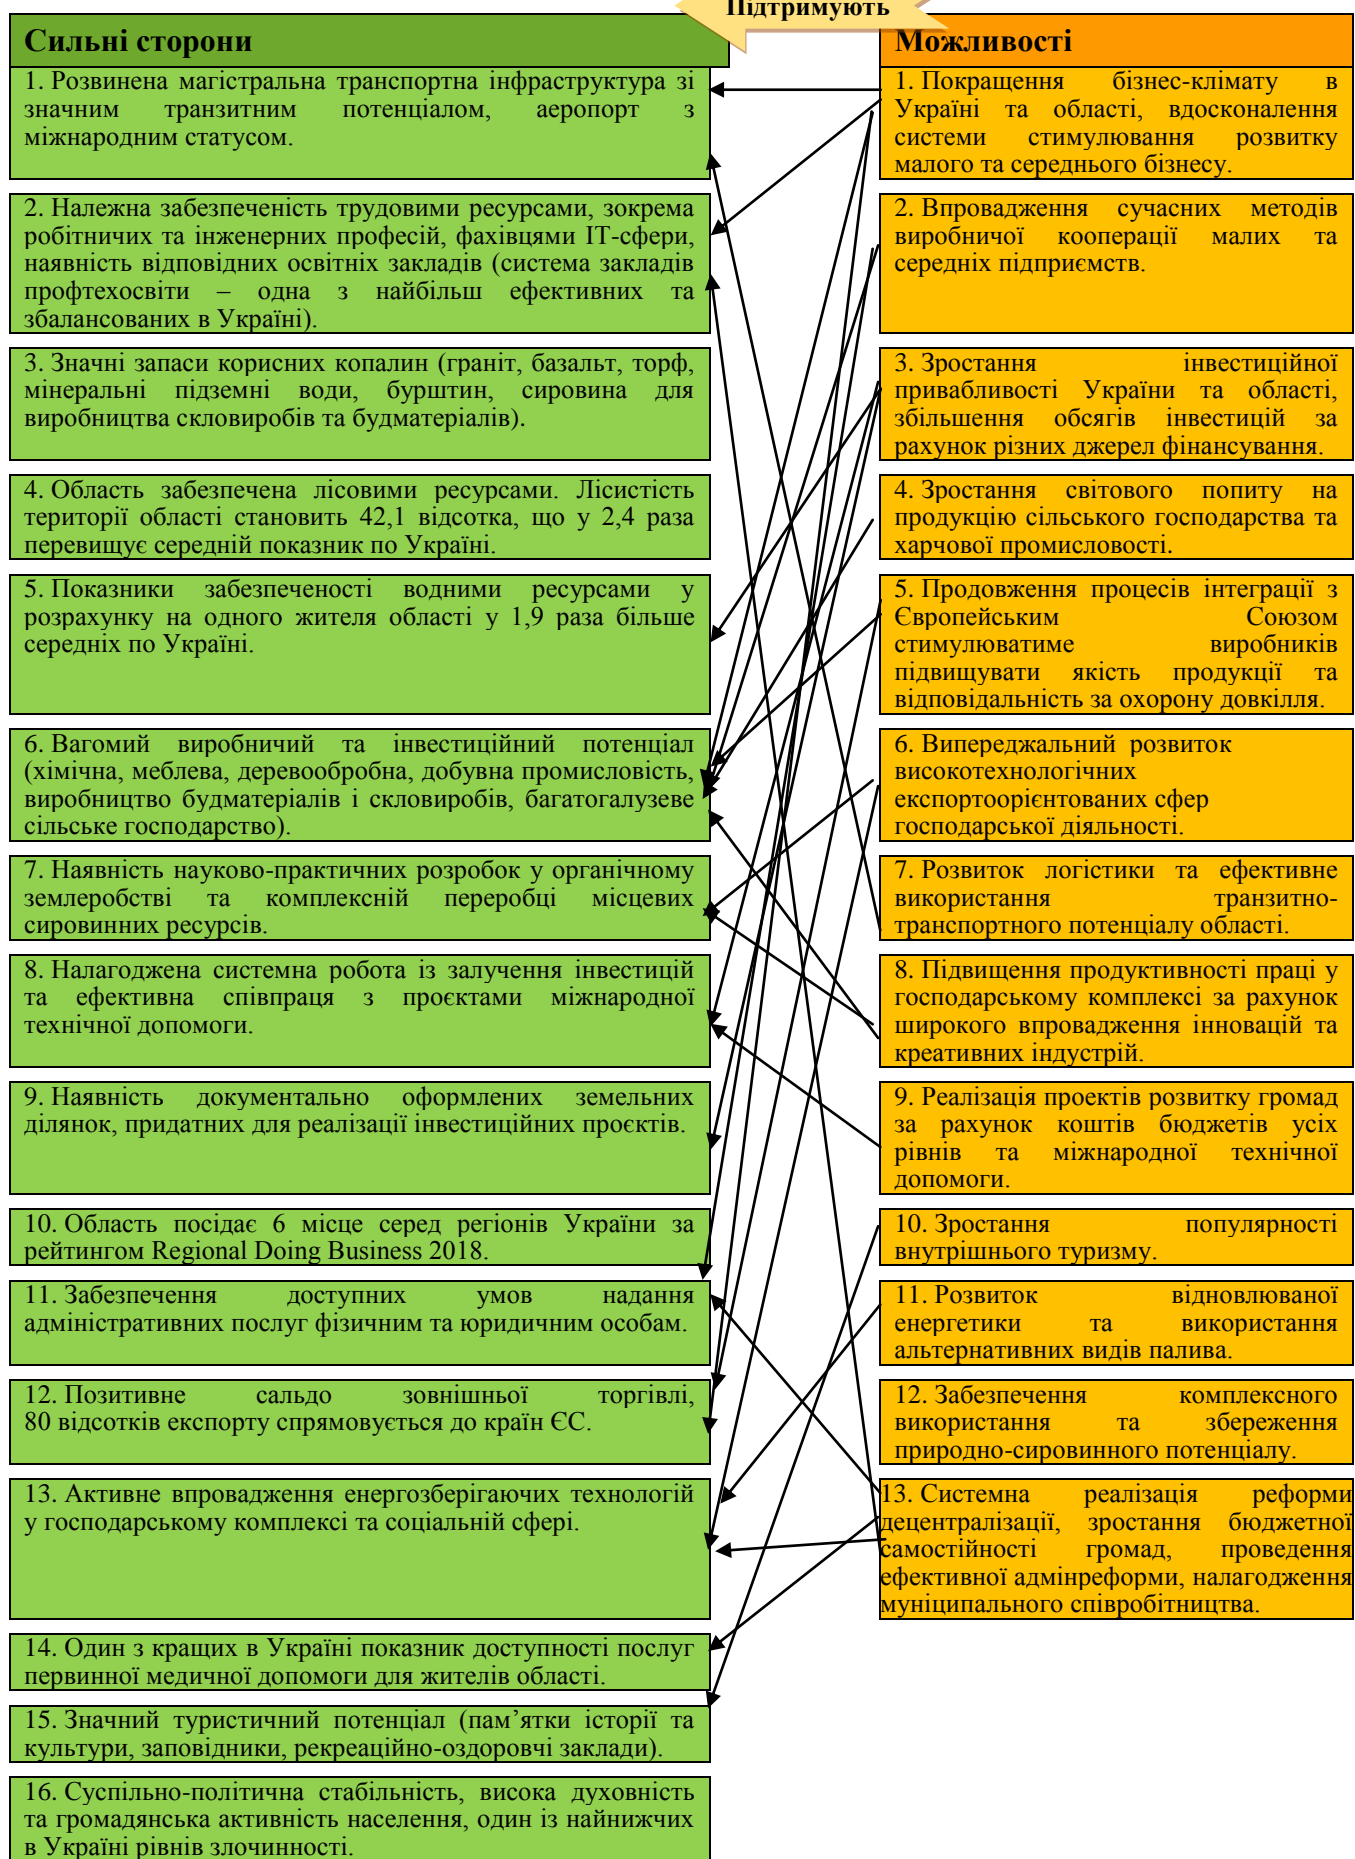 Підтримують
Сильні сторони
1. Розвинена магістральна транспортна інфраструктура зі
значним транзитним потенціалом, аеропорт з
міжнародним статусом.
2. Належна забезпеченість трудовими ресурсами, зокрема
робітничих та інженерних професій, фахівцями ІТ-сфери,
наявність відповідних освітніх закладів (система закладів
профтехосвіти – одна з найбільш ефективних та
збалансованих в Україні).
3. Значні запаси корисних копалин (граніт, базальт, торф,
мінеральні підземні води, бурштин, сировина для
виробництва скловиробів та будматеріалів).
4. Область забезпечена лісовими ресурсами. Лісистість
території області становить 42,1 відсотка, що у 2,4 раза
перевищує середній показник по Україні.
5. Показники забезпеченості водними ресурсами у
розрахунку на одного жителя області у 1,9 раза більше
середніх по Україні.
6. Вагомий виробничий та інвестиційний потенціал
(хімічна, меблева, деревообробна, добувна промисловість,
виробництво будматеріалів і скловиробів, багатогалузеве
сільське господарство).
7. Наявність науково-практичних розробок у органічному
землеробстві та комплексній переробці місцевих
сировинних ресурсів.
8. Налагоджена системна робота із залучення інвестицій
та ефективна співпраця з проєктами міжнародної
технічної допомоги.
9. Наявність документально оформлених земельних
ділянок, придатних для реалізації інвестиційних проєктів.
10. Область посідає 6 місце серед регіонів України за
рейтингом Regional Doing Business 2018.
11. Забезпечення доступних умов надання
адміністративних послуг фізичним та юридичним особам.
12. Позитивне сальдо зовнішньої торгівлі,
80 відсотків експорту спрямовується до країн ЄС.
13. Активне впровадження енергозберігаючих технологій
у господарському комплексі та соціальній сфері.
14. Один з кращих в Україні показник доступності послуг
первинної медичної допомоги для жителів області.
15. Значний туристичний потенціал (пам’ятки історії та
культури, заповідники, рекреаційно-оздоровчі заклади).
16. Суспільно-політична стабільність, висока духовність
та громадянська активність населення, один із найнижчих
в Україні рівнів злочинності.
Можливості
1. Покращення бізнес-клімату в
Україні та області, вдосконалення
системи стимулювання розвитку
малого та середнього бізнесу.
2. Впровадження сучасних методів
виробничої кооперації малих та
середніх підприємств.
3. Зростання інвестиційної
привабливості України та області,
збільшення обсягів інвестицій за
рахунок різних джерел фінансування.
4. Зростання світового попиту на
продукцію сільського господарства та
харчової промисловості.
5. Продовження процесів інтеграції з
Європейським Союзом
стимулюватиме виробників
підвищувати якість продукції та
відповідальність за охорону довкілля.
6. Випереджальний розвиток
високотехнологічних
експортоорієнтованих сфер
господарської діяльності.
7. Розвиток логістики та ефективне
використання транзитно-
транспортного потенціалу області.
8. Підвищення продуктивності праці у
господарському комплексі за рахунок
широкого впровадження інновацій та
креативних індустрій.
9. Реалізація проектів розвитку громад
за рахунок коштів бюджетів усіх
рівнів та міжнародної технічної
допомоги.
10. Зростання популярності
внутрішнього туризму.
11. Розвиток відновлюваної
енергетики та використання
альтернативних видів палива.
12. Забезпечення комплексного
використання та збереження
природно-сировинного потенціалу.
13. Системна реалізація реформи
децентралізації, зростання бюджетної
самостійності громад, проведення
ефективної адмінреформи, налагодження
муніципального співробітництва.